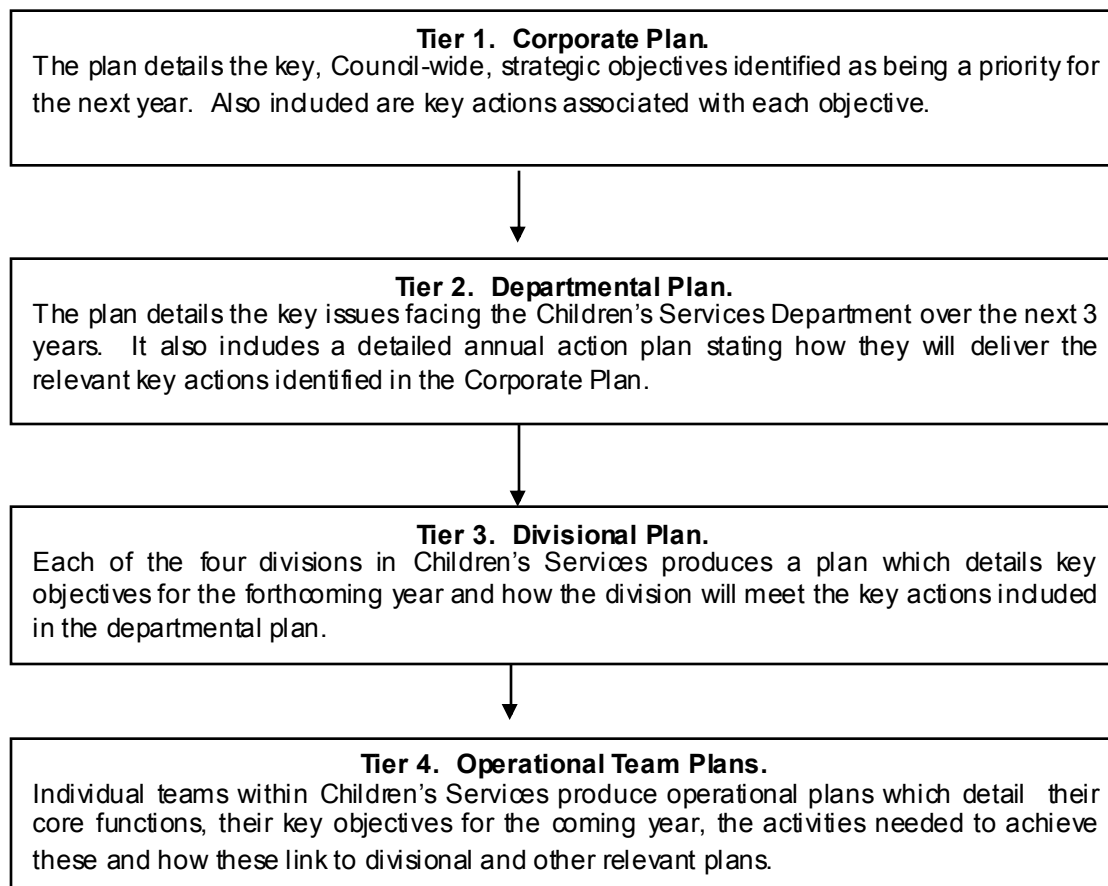 Tier 1. Corporate Plan.
The plan details the key, Council-wide, strategic objectives identified as being a priority for
the next year. Also included are key actions associated with each objective.
Tier 2. Departmental Plan.
The plan details the key issues facing the Children's Services Department over the next 3
years. It also includes a detailed annual action plan stating how they will deliver the
relevant key actions identified in the Corporate Plan.
Tier 3. Divisional Plan.
Each of the four divisions in Children's Services produces a plan which details key
objectives for the forthcoming year and how the division will meet the key actions included
in the departmental plan.
Tier 4. Operational Team Plans.
Individual teams within Children's Services produce operational plans which detail their
core functions, their key objectives for the coming year, the activities needed to achieve
these and how these link to divisional and other relevant plans.